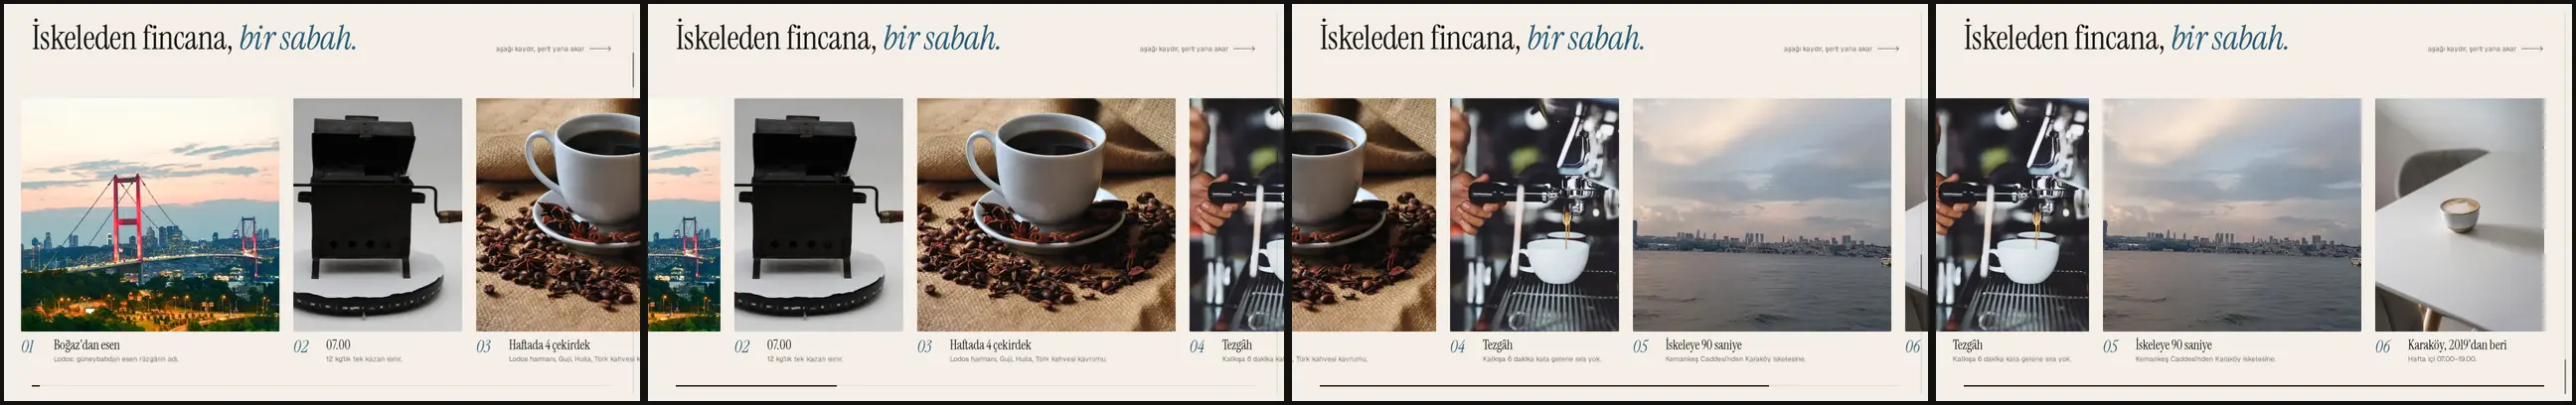 İskeleden fincana, bir sabah.
aşağı kaydır, şerit yana akar
01 Boğaz'dan esen
Lodos: güneybatıdan esen rüzgârın adı.
02 07.00
12 kg'lık tek kazan ısınır.
03 Haftada 4 çekirdek
Lodos harmanı, Guji, Huila, Türk kahvesi k
İskeleden fincana, bir sabah.
aşağı kaydır, şerit yana akar
02 07.00
12 kg'lık tek kazan ısınır.
03 Haftada 4 çekirdek
Lodos harmanı, Guji, Huila, Türk kahvesi kavrumu.
04 Tezgâh
Kalkışa 6 dakika kala
İskeleden fincana, bir sabah.
aşağı kaydır, şerit yana akar
, Türk kahvesi kavrumu.
04 Tezgâh
Kalkışa 6 dakika kala gelene sıra yok.
05 İskeleye 90 saniye
Kemankeş Caddesi'nden Karaköy iskelesine.
06
İskeleden fincana, bir sabah.
aşağı kaydır, şerit yana akar
Tezgâh
Kalkışa 6 dakika kala gelene sıra yok.
05 İskeleye 90 saniye
Kemankeş Caddesi'nden Karaköy iskelesine.
06 Karaköy, 2019'dan beri
Hafta içi 07.00–19.00.